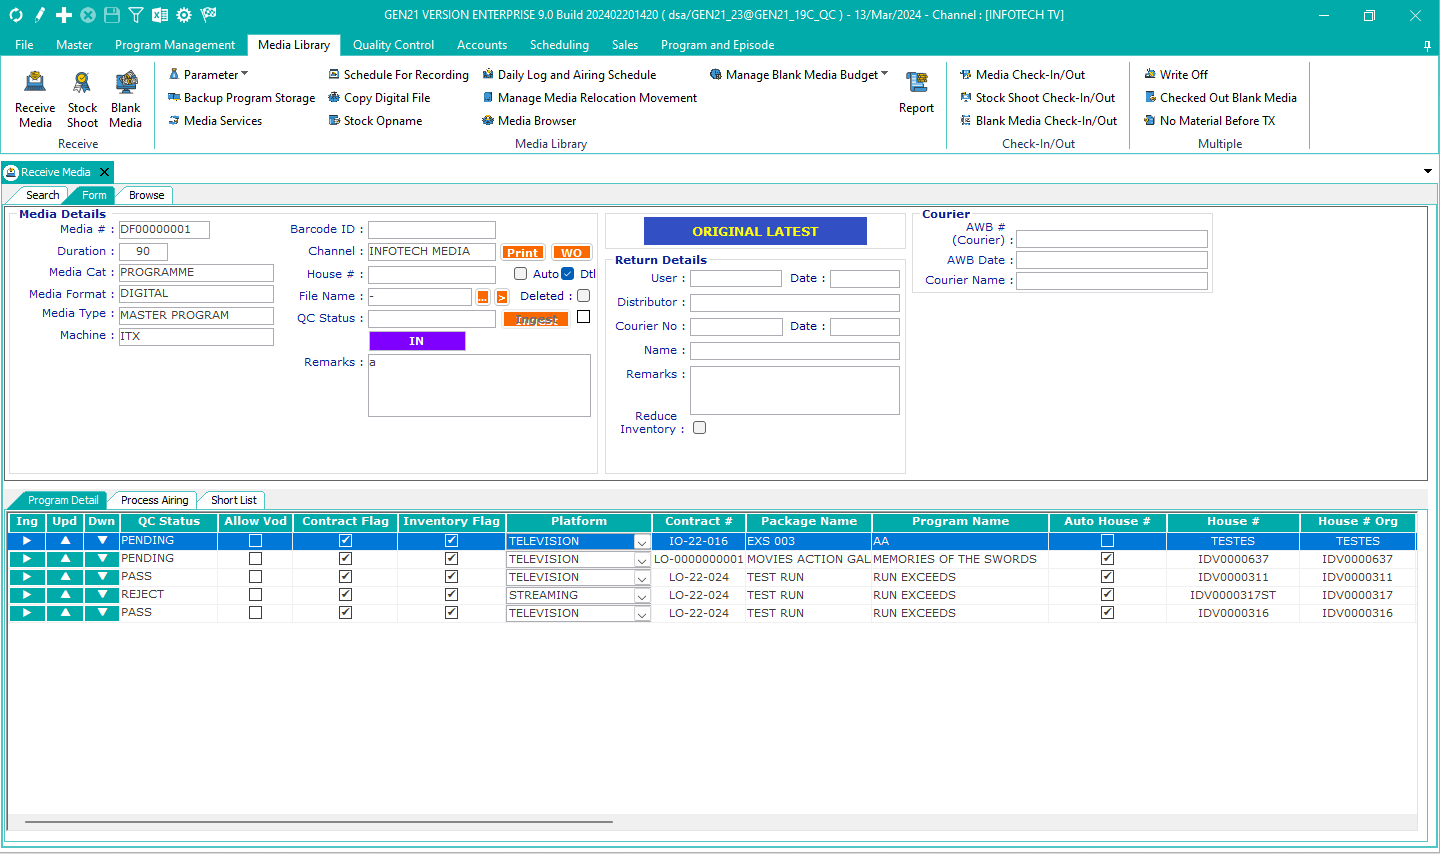 GEN21 VERSION ENTERPRISE 9.0 Build 202402201420 ( dsa/GEN21_23@GEN21_19C_QC ) - 13/Mar/2024 - Channel : [INFOTECH TV]
File Master Program Management Media Library Quality Control Accounts Scheduling Sales Program and Episode
Receive Media
Stock Shoot
Blank Media
Receive
Parameter
Backup Program Storage
Media Services
Schedule For Recording
Copy Digital File
Stock Opname
Daily Log and Airing Schedule
Manage Media Relocation Movement
Media Browser
Manage Blank Media Budget
Report
Media Library
Media Check-In/Out
Stock Shoot Check-In/Out
Blank Media Check-In/Out
Check-In/Out
Write Off
Checked Out Blank Media
No Material Before TX
Multiple
Receive Media
Search Form Browse
Media Details
Media # : DF00000001
Duration : 90
Media Cat : PROGRAMME
Media Format : DIGITAL
Media Type : MASTER PROGRAM
Machine : ITX
Barcode ID :
Channel : INFOTECH MEDIA Print WO
House # : Auto Dtl
File Name : - ... > Deleted :
QC Status : Ingest
IN
Remarks : a
ORIGINAL LATEST
Return Details
User : Date :
Distributor :
Courier No : Date :
Name :
Remarks :
Reduce
Inventory :
Courier
AWB #
(Courier) :
AWB Date :
Courier Name :
Program Detail Process Airing Short List
Ing Upd Dwn QC Status Allow Vod Contract Flag Inventory Flag Platform Contract # Package Name Program Name Auto House # House # House # Org
PENDING TELEVISION IO-22-016 EXS 003 AA TESTES TESTES
PENDING TELEVISION LO-0000000001 MOVIES ACTION GAL MEMORIES OF THE SWORDS IDV0000637 IDV0000637
PASS TELEVISION LO-22-024 TEST RUN RUN EXCEEDS IDV0000311 IDV0000311
REJECT STREAMING LO-22-024 TEST RUN RUN EXCEEDS IDV0000317ST IDV0000317
PASS TELEVISION LO-22-024 TEST RUN RUN EXCEEDS IDV0000316 IDV0000316